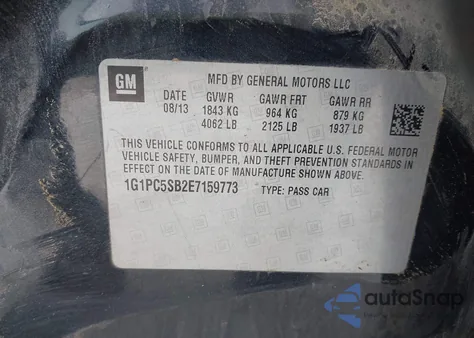 GM
MFD BY GENERAL MOTORS LLC
DATE GVWR GAWR FRT GAWR RR
08/13 1843 KG 964 KG 879 KG
4062 LB 2125 LB 1937 LB
THIS VEHICLE CONFORMS TO ALL APPLICABLE U.S. FEDERAL MOTOR
VEHICLE SAFETY, BUMPER, AND THEFT PREVENTION STANDARDS IN
EFFECT ON THE DATE OF MANUFACTURE SHOWN ABOVE.
1G1PC5SB2E7159773 TYPE: PASS CAR
autoSnap